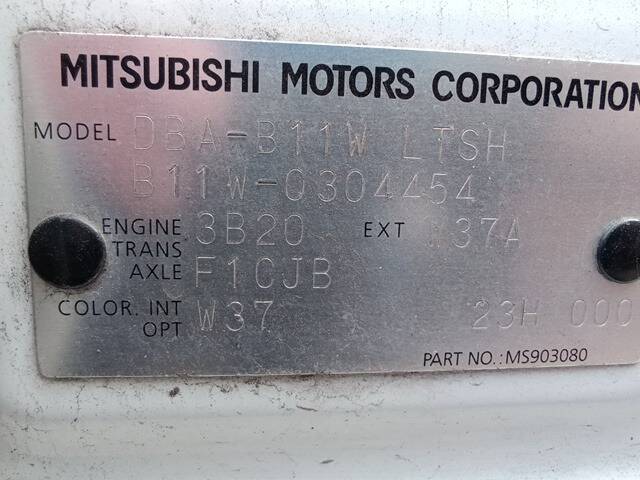 MITSUBISHI MOTORS CORPORATION
MODEL DBA-B11W LTSH
B11W-0304454
ENGINE 3B20 EXT W37A
TRANS
AXLE F1CJB
COLOR. INT W37 23H 000
OPT
PART NO.: MS903080